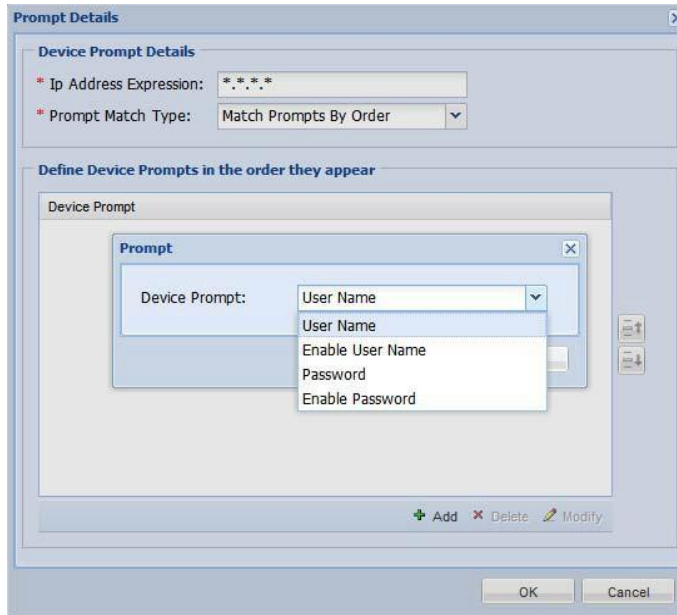 Prompt Details
Device Prompt Details
* Ip Address Expression: *.*.*.*
* Prompt Match Type: Match Prompts By Order
Define Device Prompts in the order they appear
Device Prompt
Prompt
Device Prompt: User Name
User Name
Enable User Name
Password
Enable Password
Add Delete Modify
OK Cancel